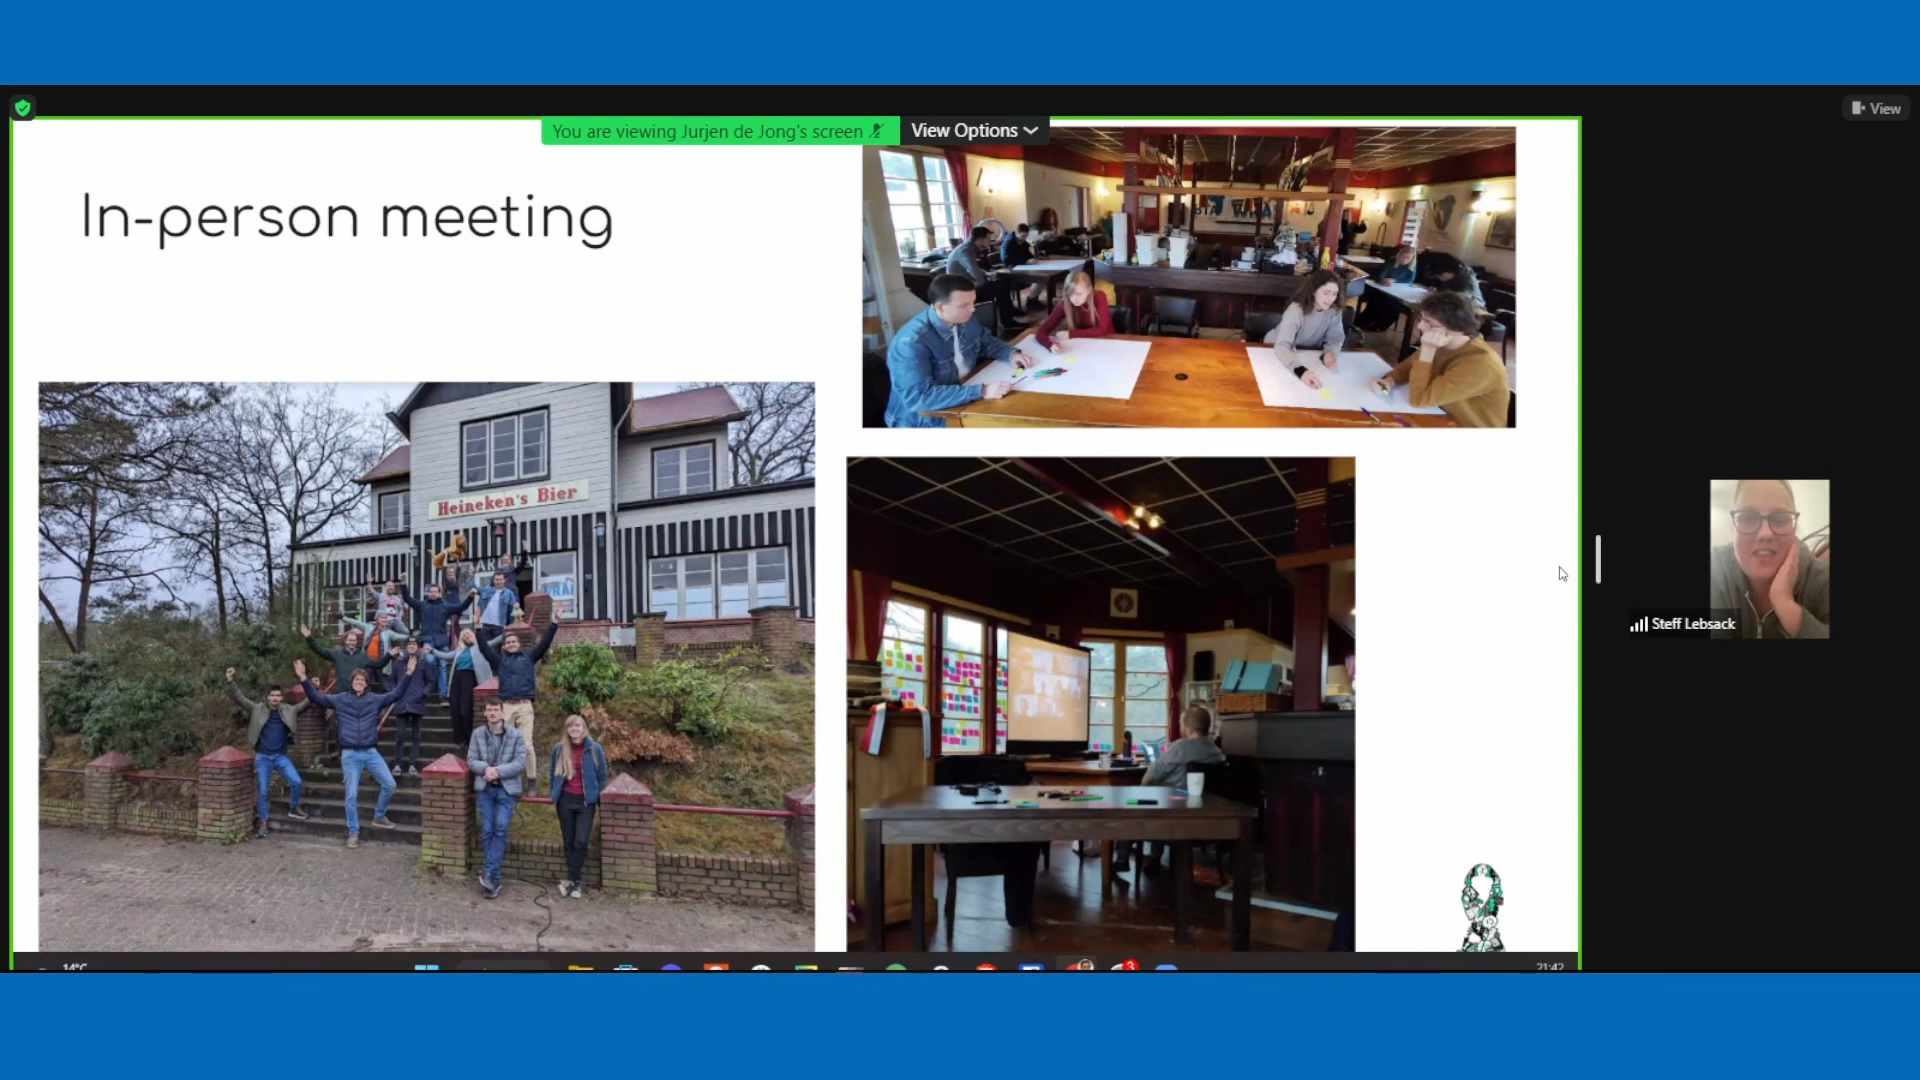 You are viewing Jurjen de Jong's screen
View Options
View
In-person meeting
Heineken's Bier
Steff Lebsack
14°C
3
21:42